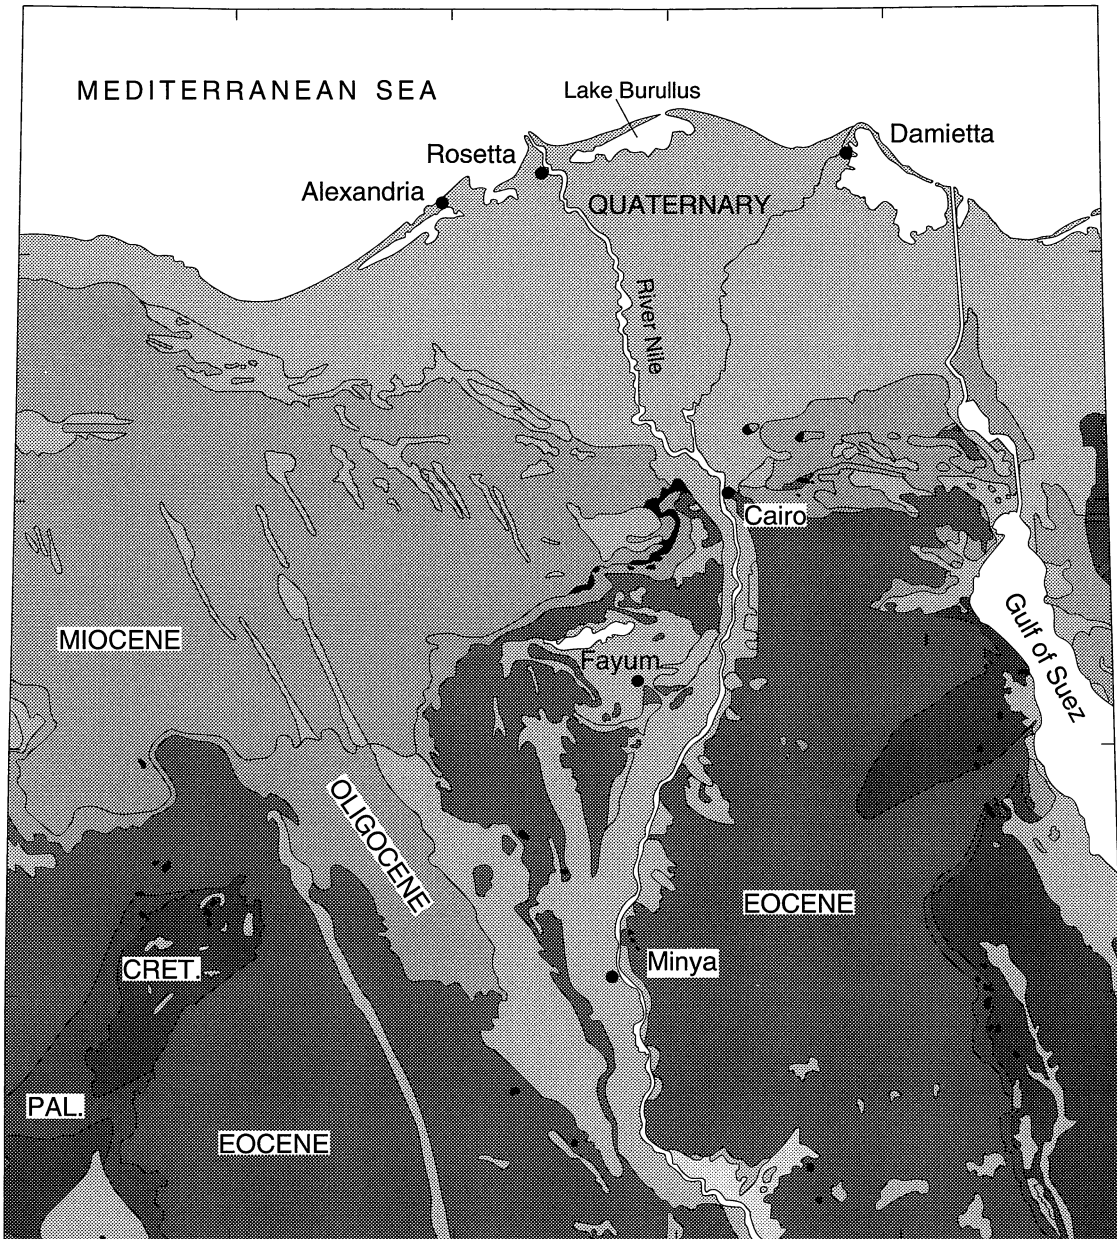 MEDITERRANEAN SEA
Lake Burullus
Damietta
Rosetta
Alexandria
QUATERNARY
River Nile
Cairo
Gulf of Suez
MIOCENE
Fayum
OLIGOCENE
EOCENE
Minya
CRET.
PAL.
EOCENE